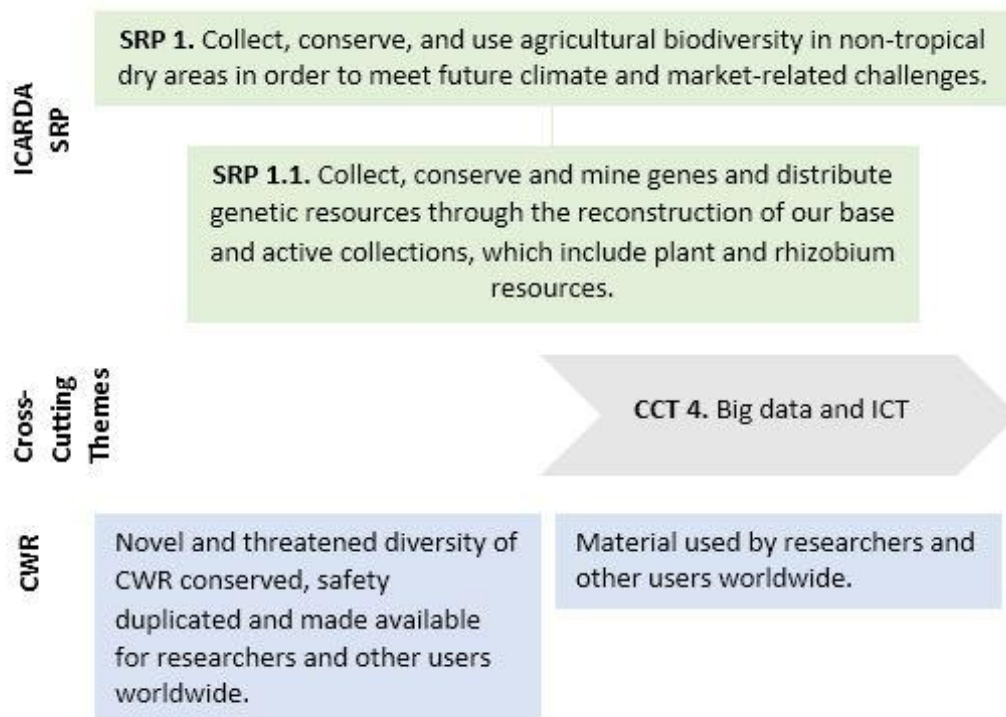 ICARDA
SRP
SRP 1. Collect, conserve, and use agricultural biodiversity in non-tropical
dry areas in order to meet future climate and market-related challenges.
SRP 1.1. Collect, conserve and mine genes and distribute
genetic resources through the reconstruction of our base
and active collections, which include plant and rhizobium
resources.
Cross-
Cutting
Themes
CCT 4. Big data and ICT
CWR
Novel and threatened diversity of
CWR conserved, safety
duplicated and made available
for researchers and other users
worldwide.
Material used by researchers and
other users worldwide.